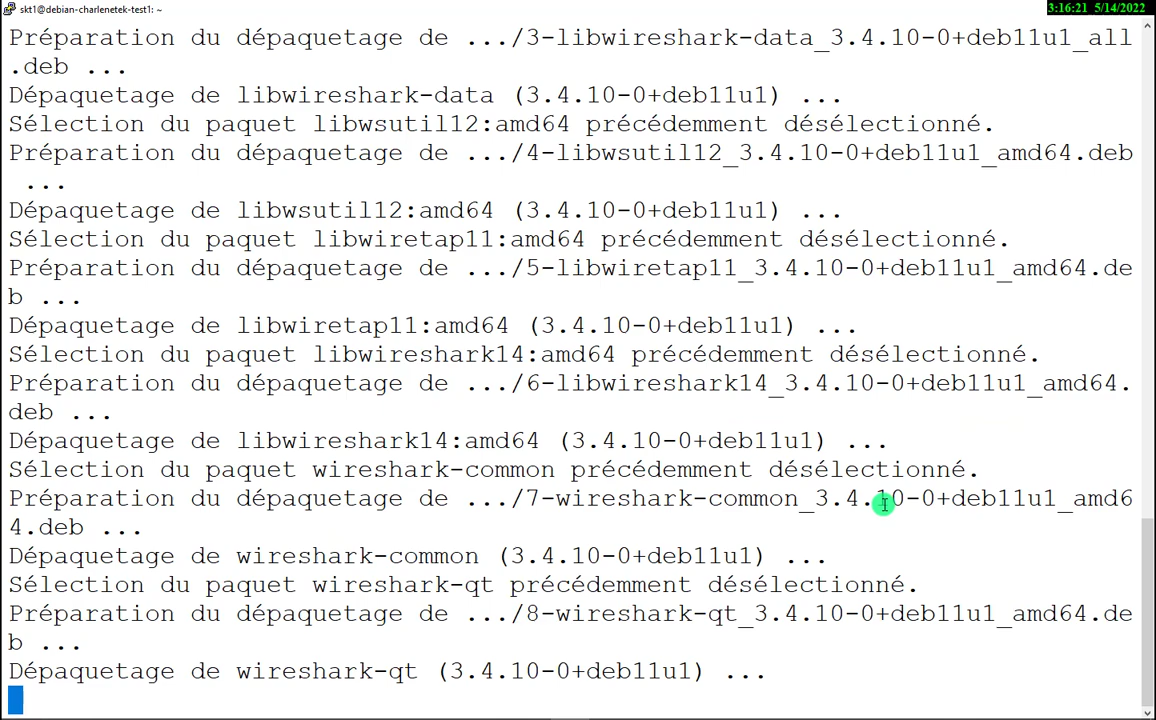 skt1@debian-charlenetek-test1: ~
3:16:21 5/14/2022
Préparation du dépaquetage de .../3-libwireshark-data_3.4.10-0+deb11u1_all
.deb ...
Dépaquetage de libwireshark-data (3.4.10-0+deb11u1) ...
Sélection du paquet libwsutil12:amd64 précédemment désélectionné.
Préparation du dépaquetage de .../4-libwsutil12_3.4.10-0+deb11u1_amd64.deb
 ...
Dépaquetage de libwsutil12:amd64 (3.4.10-0+deb11u1) ...
Sélection du paquet libwiretap11:amd64 précédemment désélectionné.
Préparation du dépaquetage de .../5-libwiretap11_3.4.10-0+deb11u1_amd64.de
b ...
Dépaquetage de libwiretap11:amd64 (3.4.10-0+deb11u1) ...
Sélection du paquet libwireshark14:amd64 précédemment désélectionné.
Préparation du dépaquetage de .../6-libwireshark14_3.4.10-0+deb11u1_amd64.
deb ...
Dépaquetage de libwireshark14:amd64 (3.4.10-0+deb11u1) ...
Sélection du paquet wireshark-common précédemment désélectionné.
Préparation du dépaquetage de .../7-wireshark-common_3.4.10-0+deb11u1_amd6
4.deb ...
Dépaquetage de wireshark-common (3.4.10-0+deb11u1) ...
Sélection du paquet wireshark-qt précédemment désélectionné.
Préparation du dépaquetage de .../8-wireshark-qt_3.4.10-0+deb11u1_amd64.de
b ...
Dépaquetage de wireshark-qt (3.4.10-0+deb11u1) ...